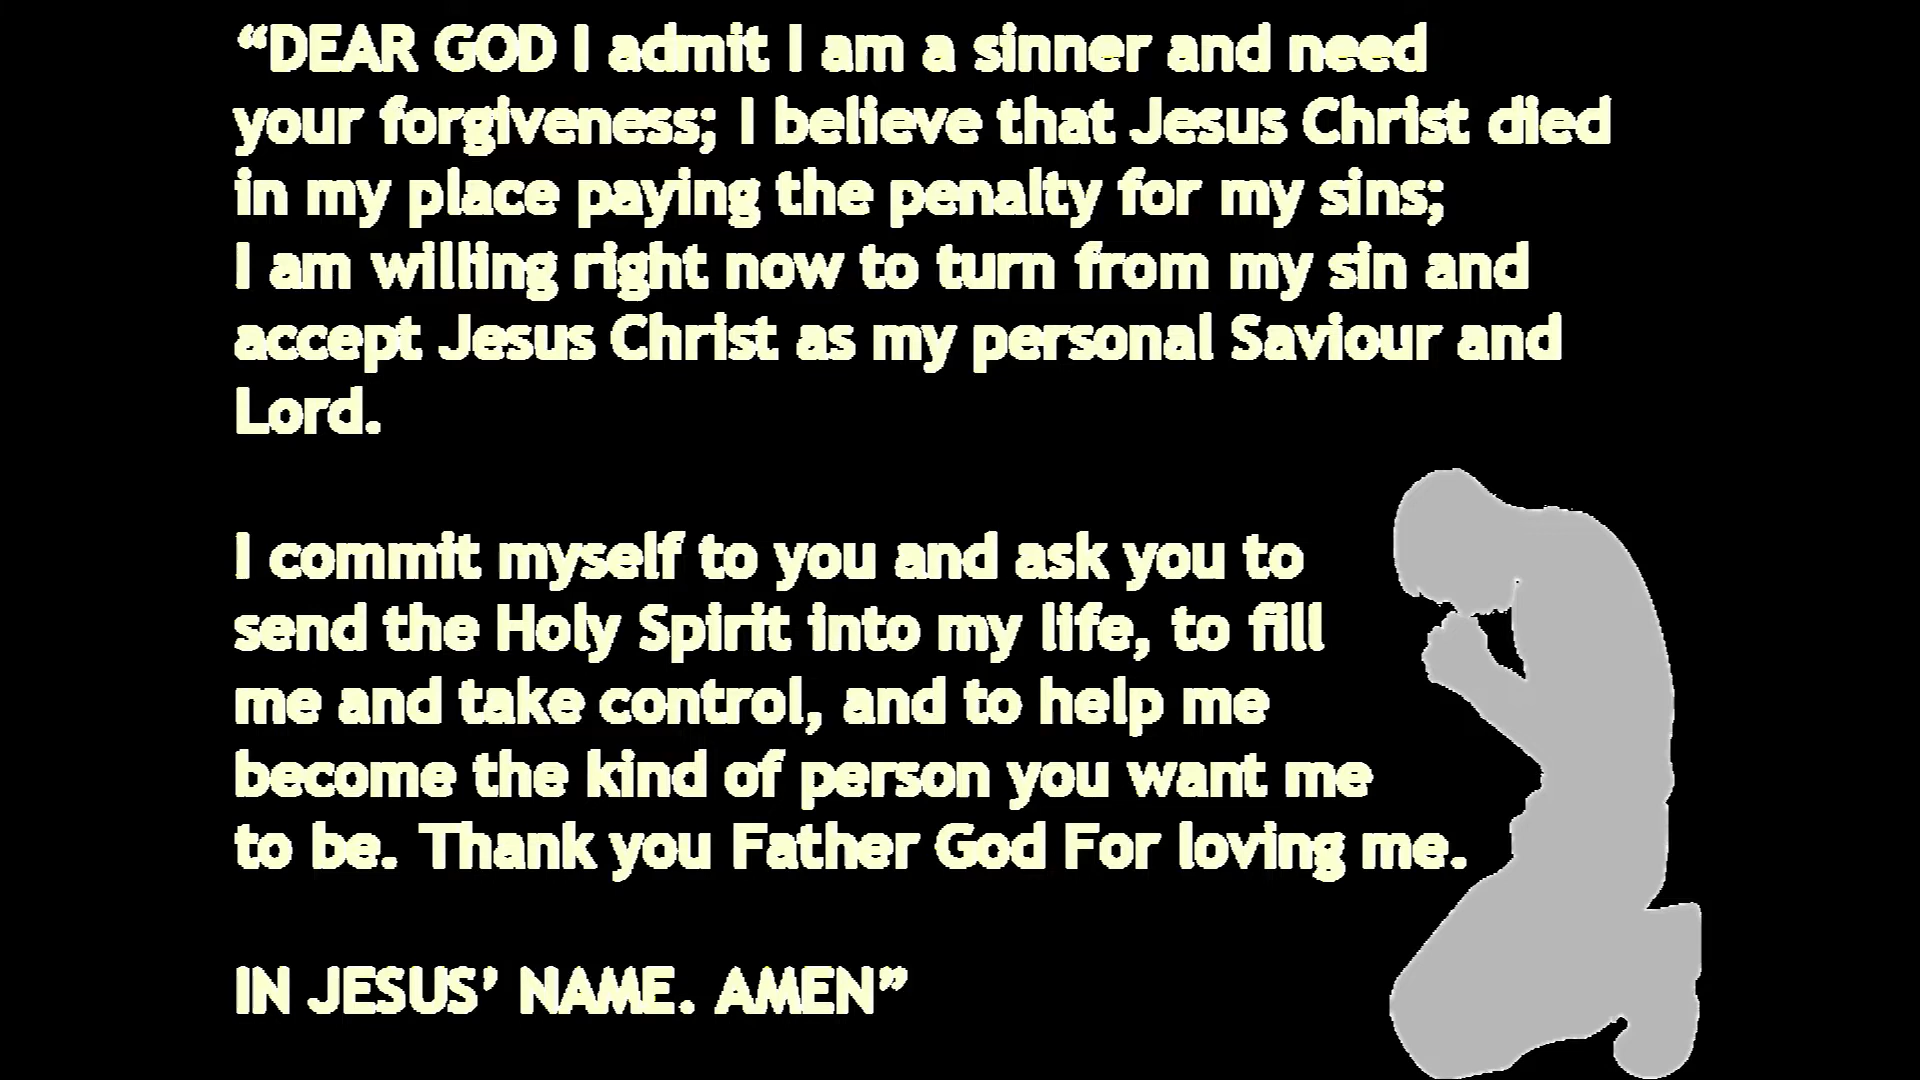 “DEAR GOD I admit I am a sinner and need
your forgiveness; I believe that Jesus Christ died
in my place paying the penalty for my sins;
I am willing right now to turn from my sin and
accept Jesus Christ as my personal Saviour and
Lord.
I commit myself to you and ask you to
send the Holy Spirit into my life, to fill
me and take control, and to help me
become the kind of person you want me
to be. Thank you Father God For loving me.
IN JESUS’ NAME. AMEN”